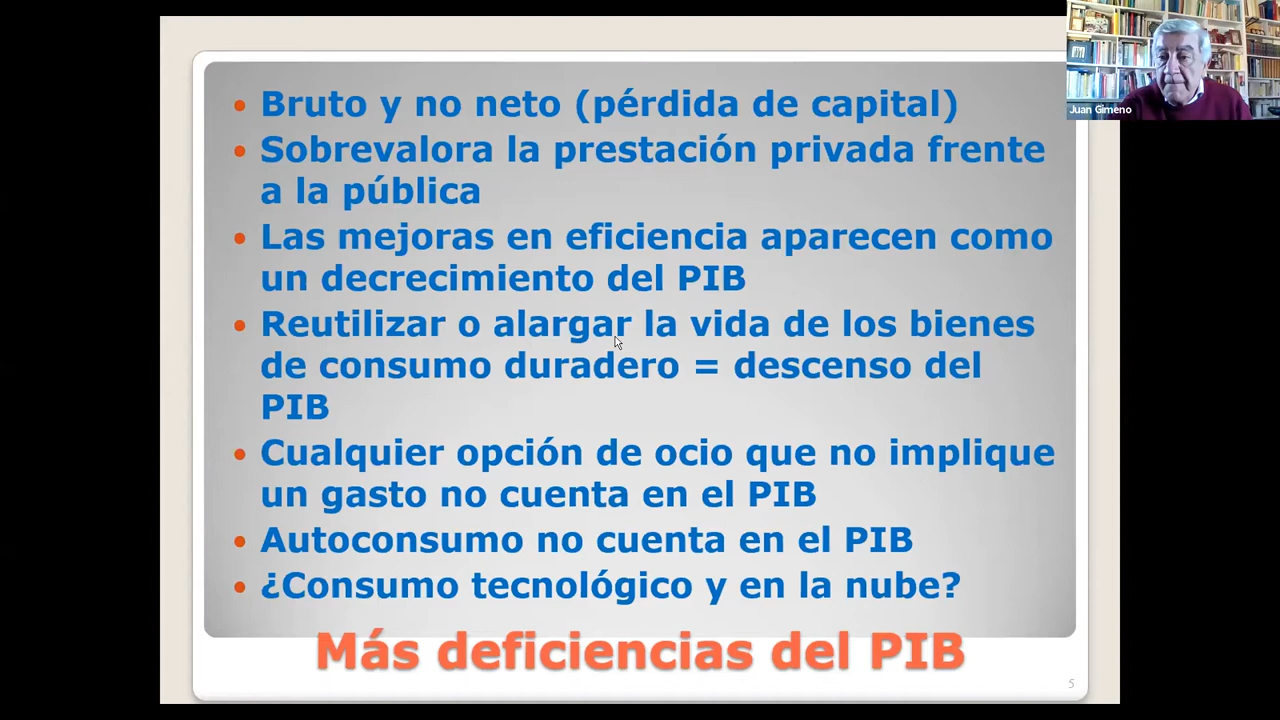 Bruto y no neto (pérdida de capital)
Sobrevalora la prestación privada frente
a la pública
Las mejoras en eficiencia aparecen como
un decrecimiento del PIB
Reutilizar o alargar la vida de los bienes
de consumo duradero = descenso del
PIB
Cualquier opción de ocio que no implique
un gasto no cuenta en el PIB
Autoconsumo no cuenta en el PIB
¿Consumo tecnológico y en la nube?
Más deficiencias del PIB
5
Juan Gimeno